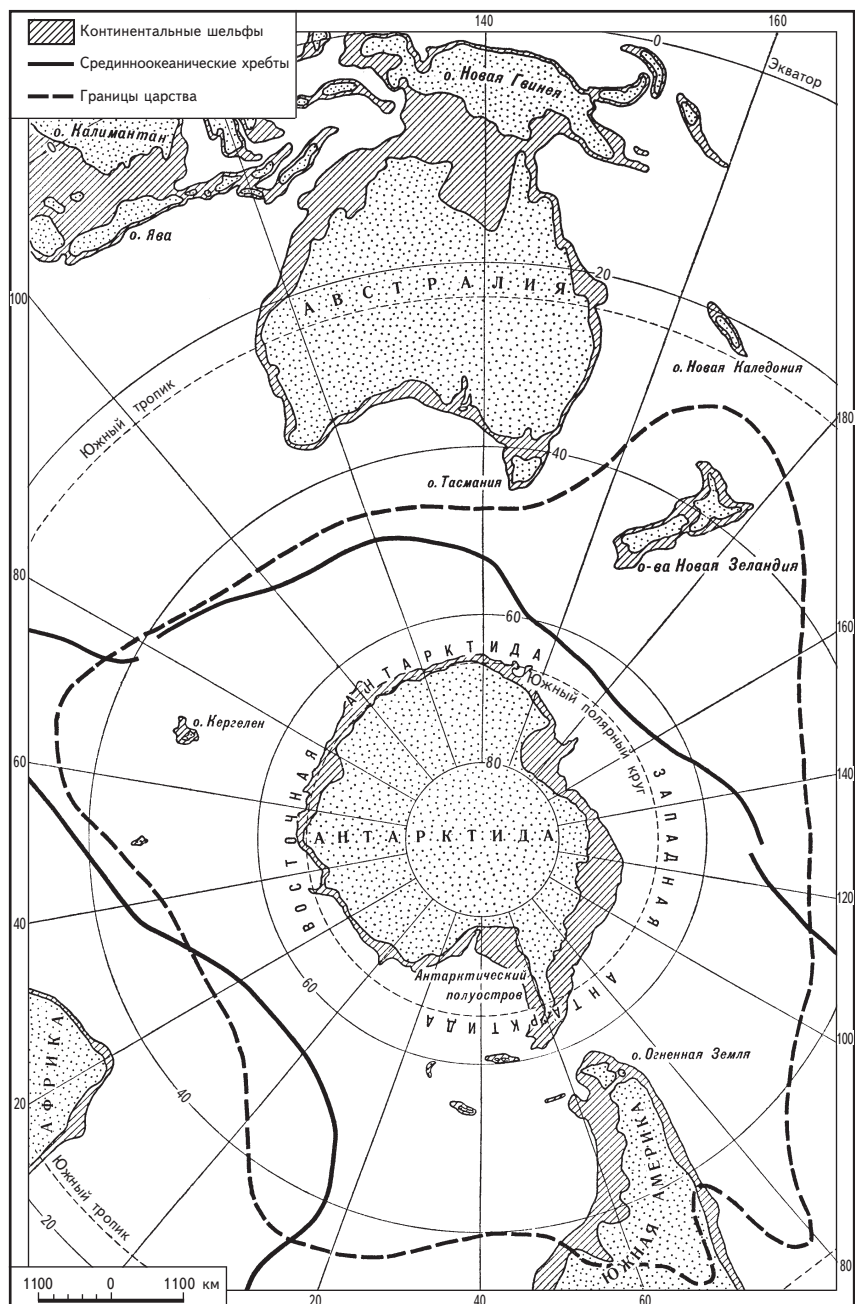 Континентальные шельфы
Срединноокеанические хребты
Границы царства
140
160
0
Экватор
о. Новая Гвинея
о. Калимантан
0
о. Ява
100
20
АВСТРАЛИЯ
о. Новая Каледония
Южный тропик
180
40
о. Тасмания
о-ва Новая Зеландия
80
60
160
ВОСТОЧНАЯ АНТАРКТИДА
Южный полярный круг
о. Кергелен
60
80
ЗАПАДНАЯ АНТАРКТИДА
140
АНТАРКТИДА
120
40
60
Антарктический
полуостров
100
о. Огненная Земля
АФРИКА
40
20
ЮЖНАЯ АМЕРИКА
Южный тропик
20
80
1100 0 1100 км
20
40
60